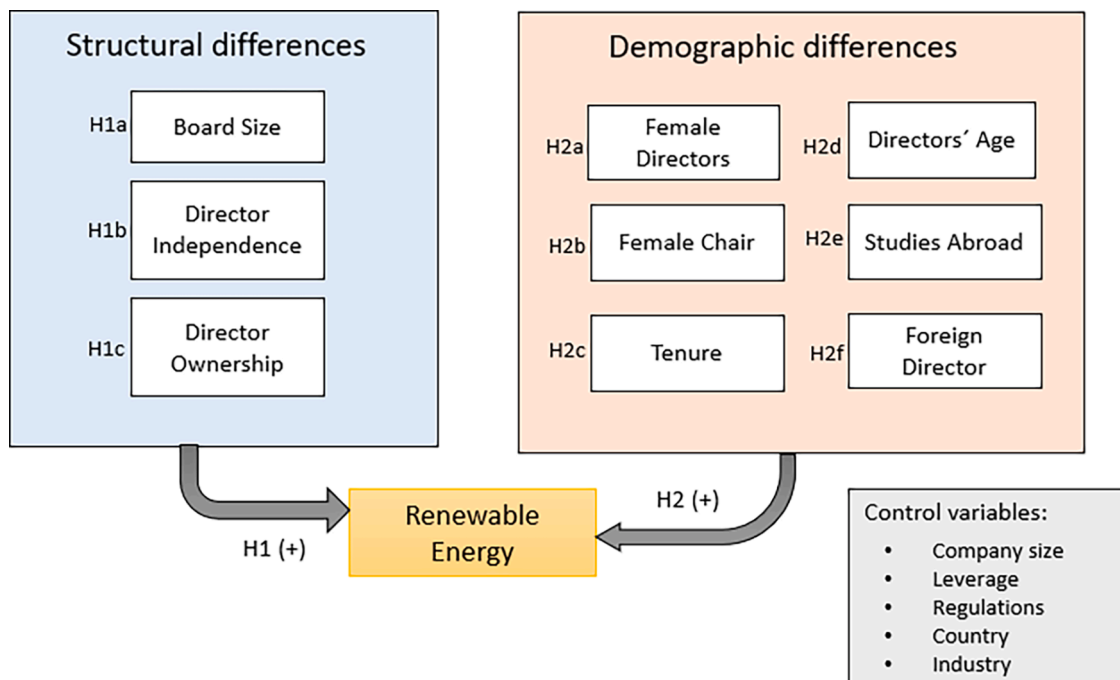 Structural differences
H1a
Board Size
H1b
Director
Independence
H1c
Director
Ownership
Demographic differences
H2a
Female
Directors
H2d
Directors´ Age
H2b
Female Chair
H2e
Studies Abroad
H2c
Tenure
H2f
Foreign
Director
H1 (+)
Renewable
Energy
H2 (+)
Control variables:
• Company size
• Leverage
• Regulations
• Country
• Industry